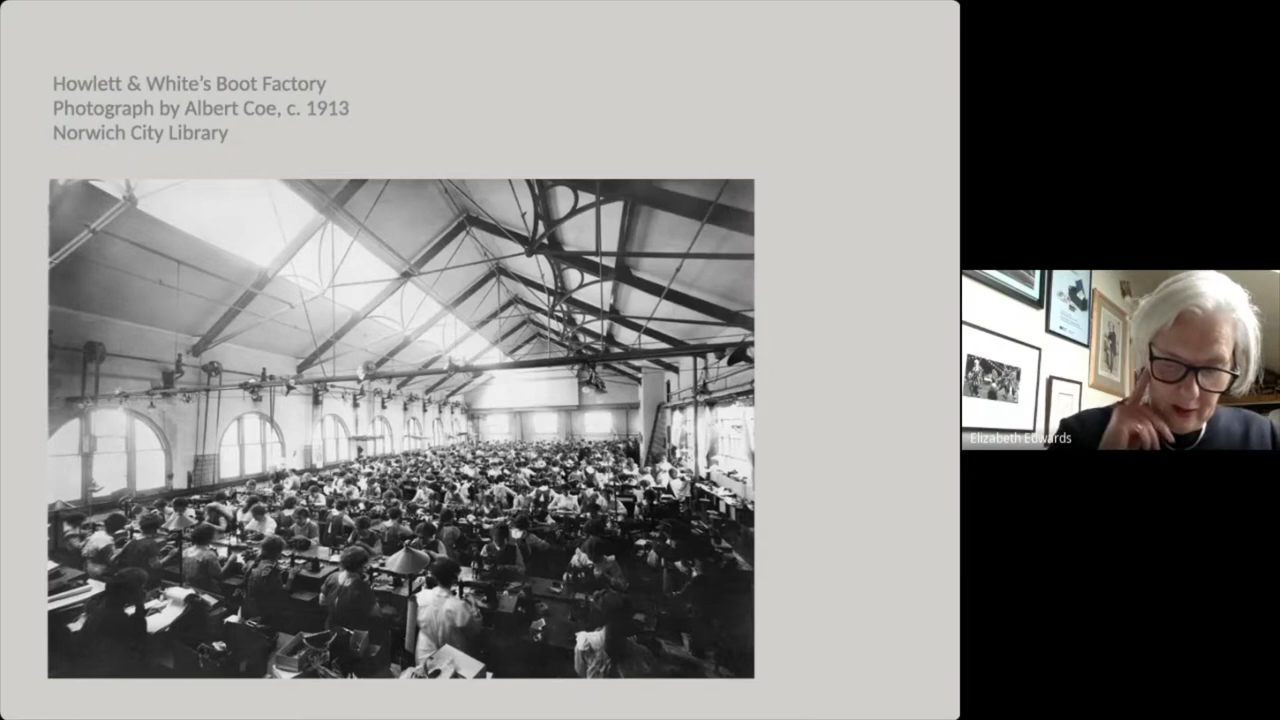 Howlett & White’s Boot Factory
Photograph by Albert Coe, c. 1913
Norwich City Library
Elizabeth Edwards